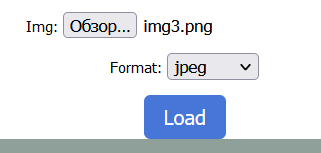 Img: Обзор... img3.png
Format: jpeg
Load